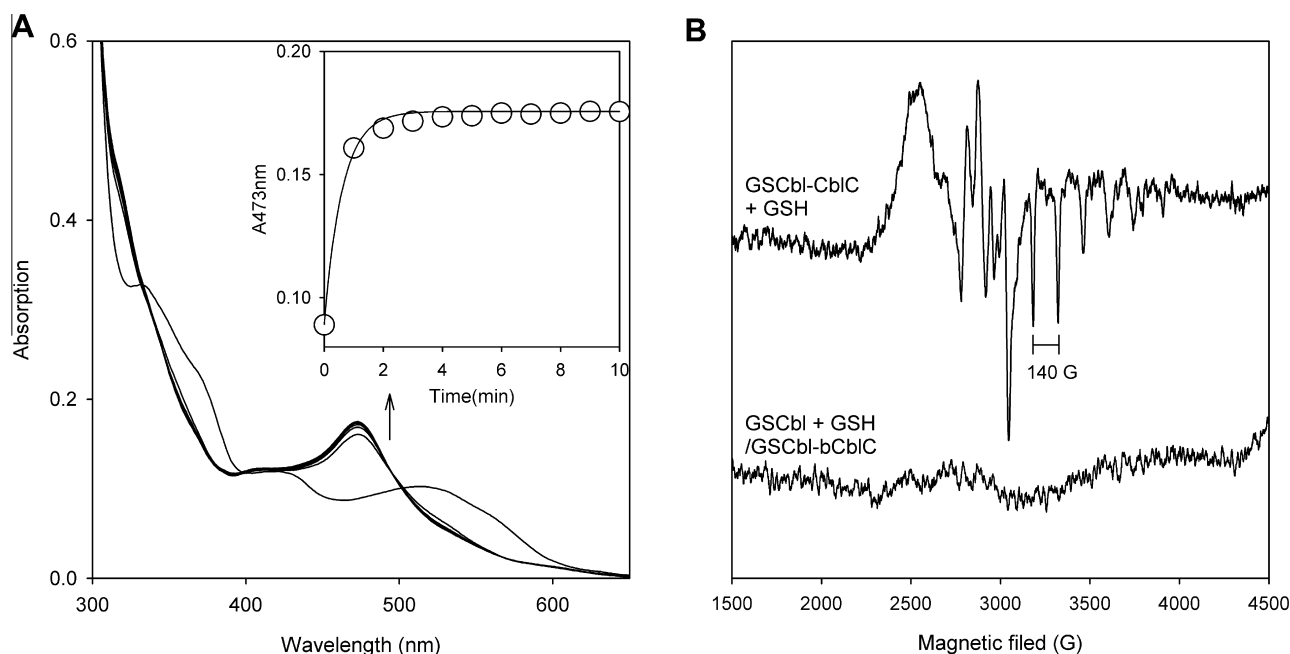 A
0.6
0.4
0.2
0.0
Absorption
300
400
500
600
Wavelength (nm)
0.20
0.15
0.10
A473nm
0
2
4
6
8
10
Time(min)
B
GSCbl-CblC
+ GSH
140 G
GSCbl + GSH
/GSCbl-bCblC
1500
2000
2500
3000
3500
4000
4500
Magnetic filed (G)